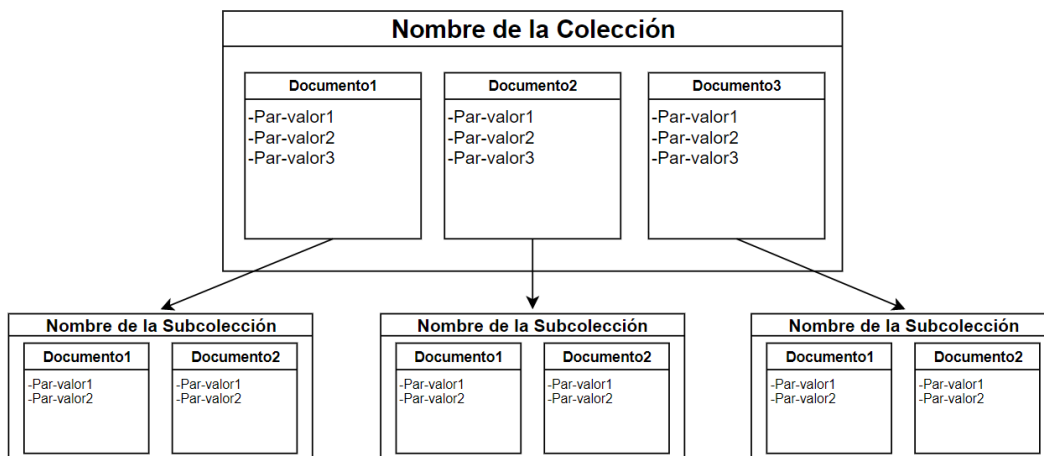 Nombre de la Colección
Documento1
-Par-valor1
-Par-valor2
-Par-valor3
Documento2
-Par-valor1
-Par-valor2
-Par-valor3
Documento3
-Par-valor1
-Par-valor2
-Par-valor3
Nombre de la Subcolección
Documento1
-Par-valor1
-Par-valor2
Documento2
-Par-valor1
-Par-valor2
Nombre de la Subcolección
Documento1
-Par-valor1
-Par-valor2
Documento2
-Par-valor1
-Par-valor2
Nombre de la Subcolección
Documento1
-Par-valor1
-Par-valor2
Documento2
-Par-valor1
-Par-valor2